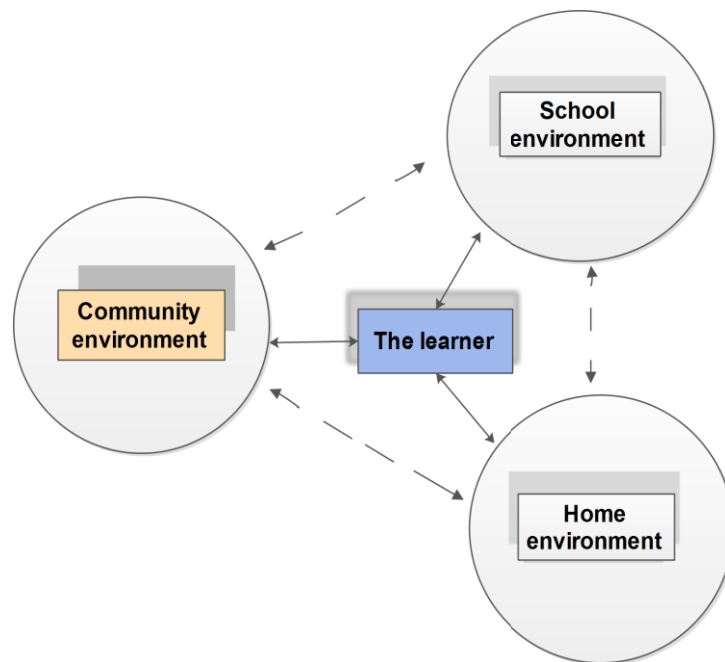 School
environment
Community
environment
The learner
Home
environment